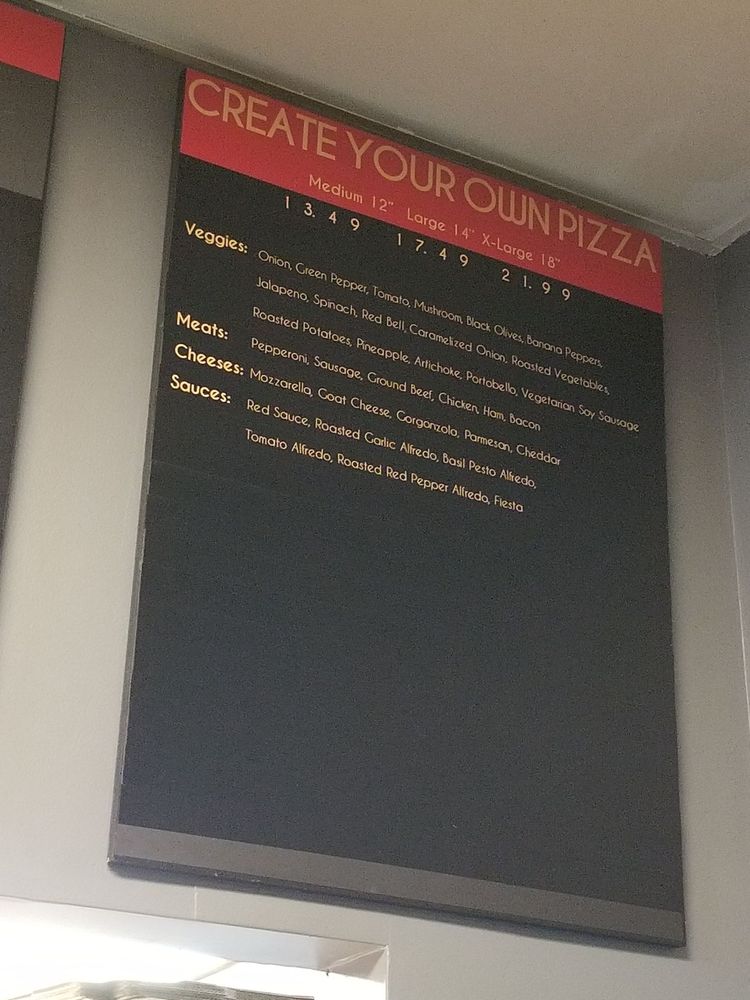 CREATE YOUR OWN PIZZA
Medium 12" Large 14" X-Large 18"
13.49 17.49 21.99
Veggies: Onion, Green Pepper, Tomato, Mushroom, Black Olives, Banana Peppers,
Jalapeno, Spinach, Red Bell, Caramelized Onion, Roasted Vegetables,
Roasted Potatoes, Pineapple, Artichoke, Portobello, Vegetarian Soy Sausage
Meats: Pepperoni, Sausage, Ground Beef, Chicken, Ham, Bacon
Cheeses: Mozzarella, Goat Cheese, Gorgonzola, Parmesan, Cheddar
Sauces: Red Sauce, Roasted Garlic Alfredo, Basil Pesto Alfredo,
Tomato Alfredo, Roasted Red Pepper Alfredo, Fiesta